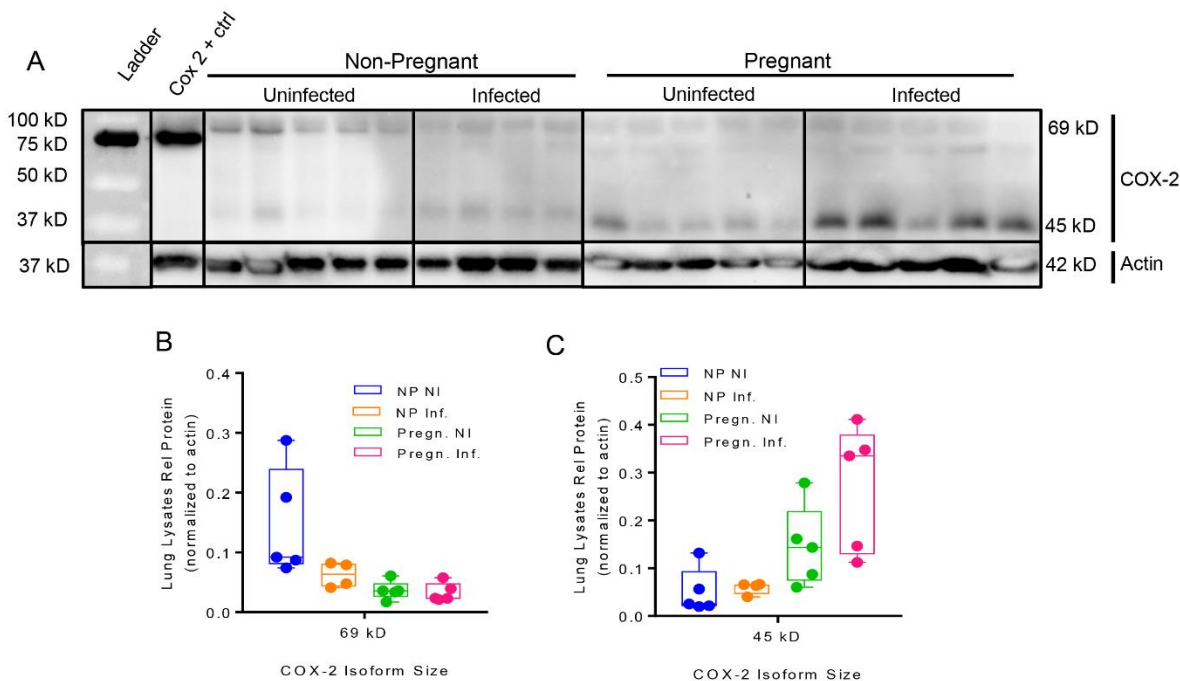 A
Ladder
Cox 2 + ctrl
Non-Pregnant
Pregnant
Uninfected
Infected
Uninfected
Infected
100 kD
75 kD
50 kD
37 kD
37 kD
69 kD
45 kD
42 kD
COX-2
Actin
B
Lung Lysates Rel Protein
(normalized to actin)
0.4
0.3
0.2
0.1
0.0
NP NI
NP Inf.
Pregn. NI
Pregn. Inf.
69 kD
COX-2 Isoform Size
C
Lung Lysates Rel Protein
(normalized to actin)
0.5
0.4
0.3
0.2
0.1
0.0
NP NI
NP Inf.
Pregn. NI
Pregn. Inf.
45 kD
COX-2 Isoform Size